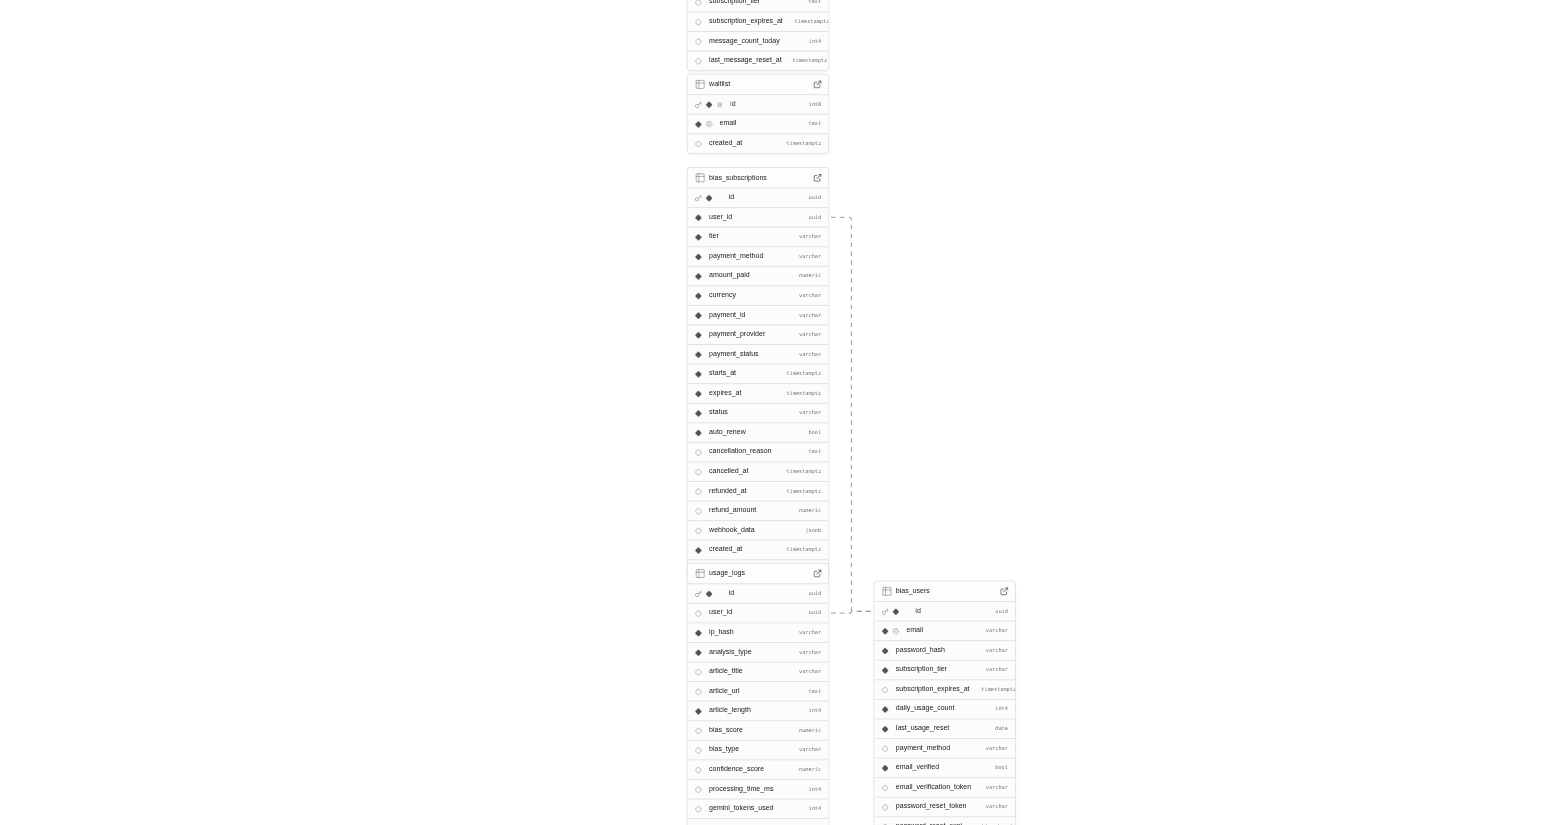 subscription_tier text
subscription_expires_at timestamptz
message_count_today int4
last_message_reset_at timestamptz
waitlist
id int8
email text
created_at timestamptz
bias_subscriptions
id uuid
user_id uuid
tier varchar
payment_method varchar
amount_paid numeric
currency varchar
payment_id varchar
payment_provider varchar
payment_status varchar
starts_at timestamptz
expires_at timestamptz
status varchar
auto_renew bool
cancellation_reason text
cancelled_at timestamptz
refunded_at timestamptz
refund_amount numeric
webhook_data jsonb
created_at timestamptz
usage_logs
id uuid
user_id uuid
ip_hash varchar
analysis_type varchar
article_title varchar
article_url text
article_length int4
bias_score numeric
bias_type varchar
confidence_score numeric
processing_time_ms int4
gemini_tokens_used int4
bias_users
id uuid
email varchar
password_hash varchar
subscription_tier varchar
subscription_expires_at timestamptz
daily_usage_count int4
last_usage_reset date
payment_method varchar
email_verified bool
email_verification_token varchar
password_reset_token varchar